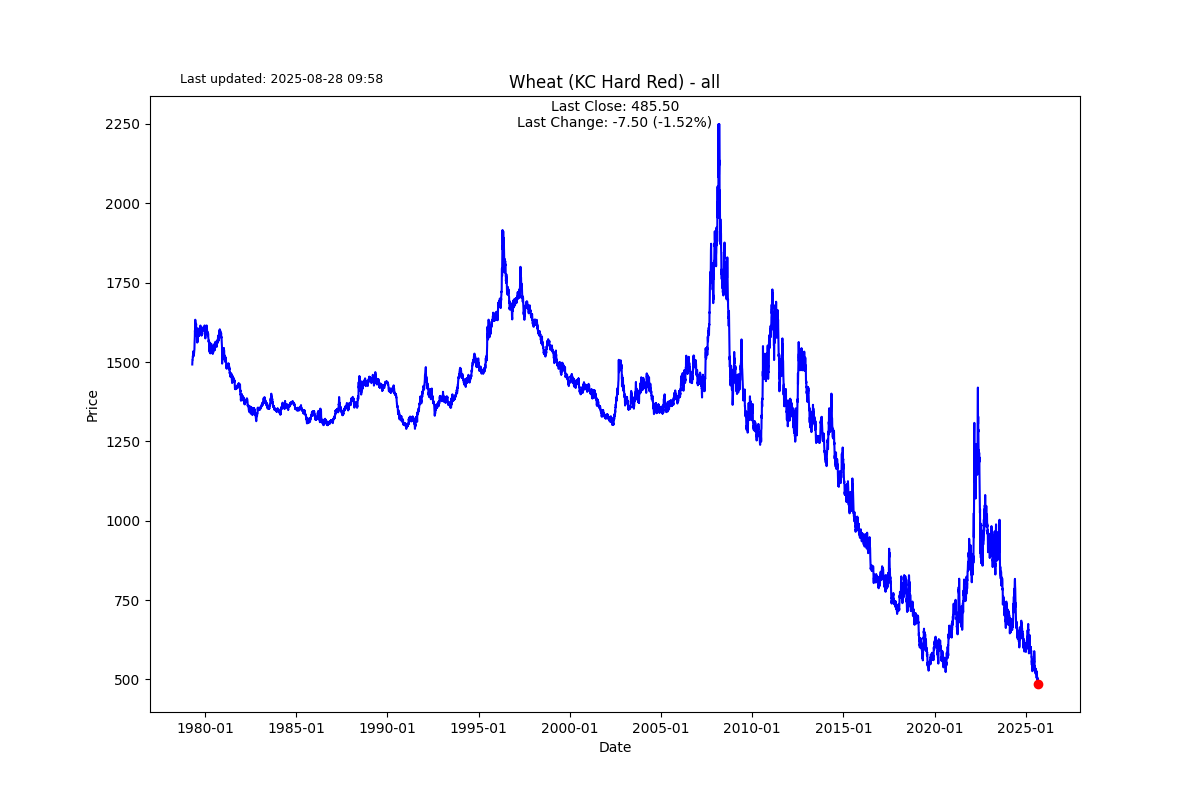 Last updated: 2025-08-28 09:58
Wheat (KC Hard Red) - all
Last Close: 485.50
Last Change: -7.50 (-1.52%)
Price
2250
2000
1750
1500
1250
1000
750
500
1980-01 1985-01 1990-01 1995-01 2000-01 2005-01 2010-01 2015-01 2020-01 2025-01
Date